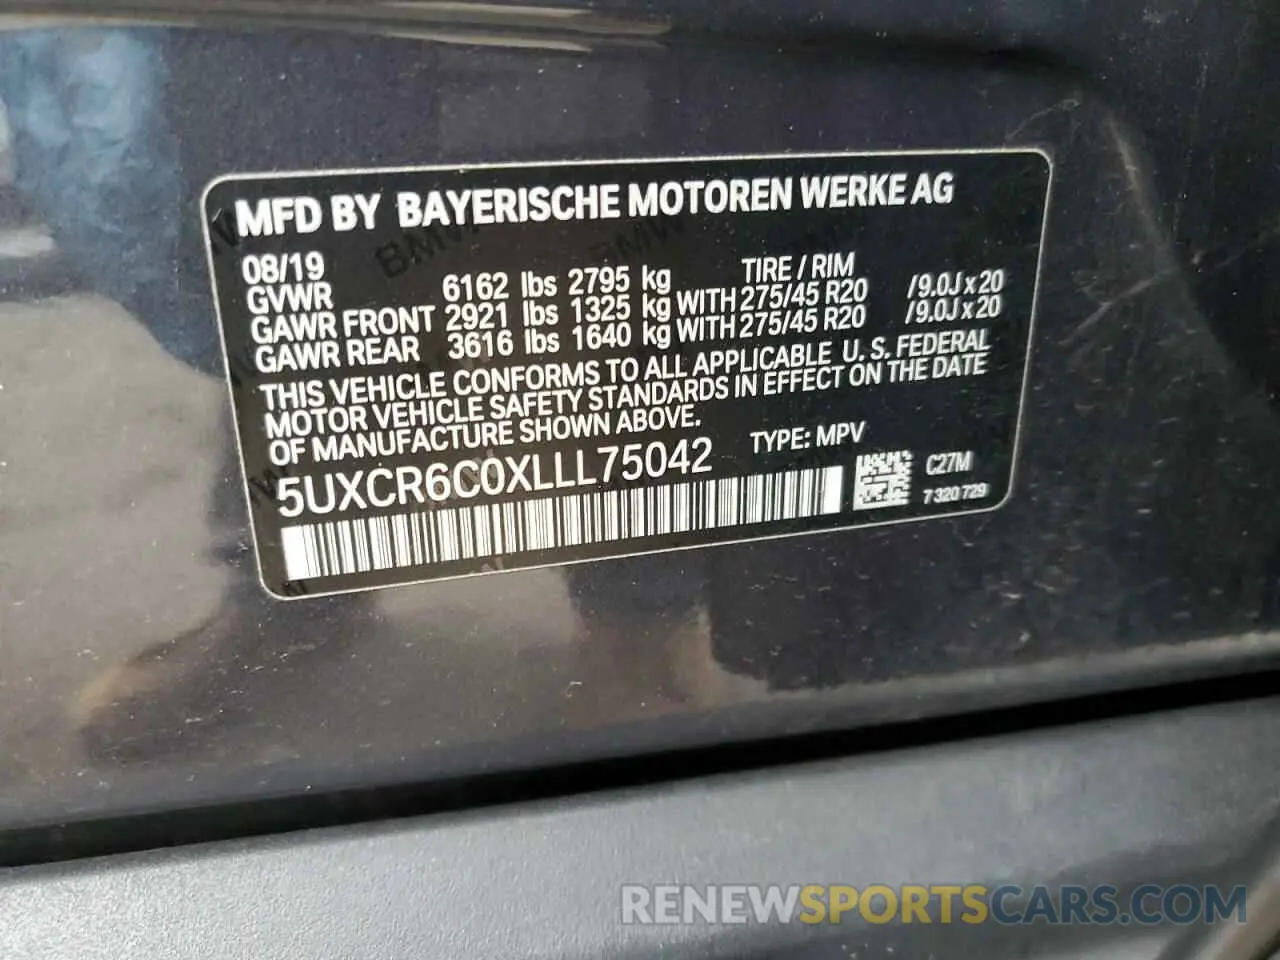 MFD BY BAYERISCHE MOTOREN WERKE AG
08/19 TIRE / RIM
GVWR 6162 lbs 2795 kg
GAWR FRONT 2921 lbs 1325 kg WITH 275/45 R20 /9.0J x 20
GAWR REAR 3616 lbs 1640 kg WITH 275/45 R20 /9.0J x 20
THIS VEHICLE CONFORMS TO ALL APPLICABLE U. S. FEDERAL
MOTOR VEHICLE SAFETY STANDARDS IN EFFECT ON THE DATE
OF MANUFACTURE SHOWN ABOVE.
5UXCR6C0XLLL75042 TYPE: MPV
C27M
7 320 729
RENEWSPORTSCARS.COM